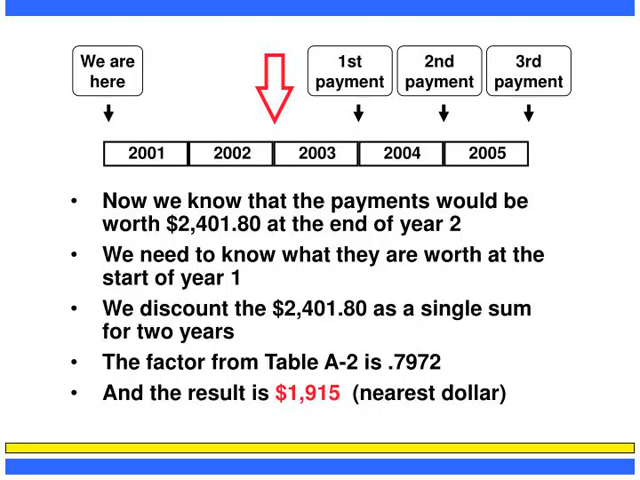 We are
here
1st
payment
2nd
payment
3rd
payment
2001 2002 2003 2004 2005
• Now we know that the payments would be
worth $2,401.80 at the end of year 2
• We need to know what they are worth at the
start of year 1
• We discount the $2,401.80 as a single sum
for two years
• The factor from Table A-2 is .7972
• And the result is $1,915 (nearest dollar)